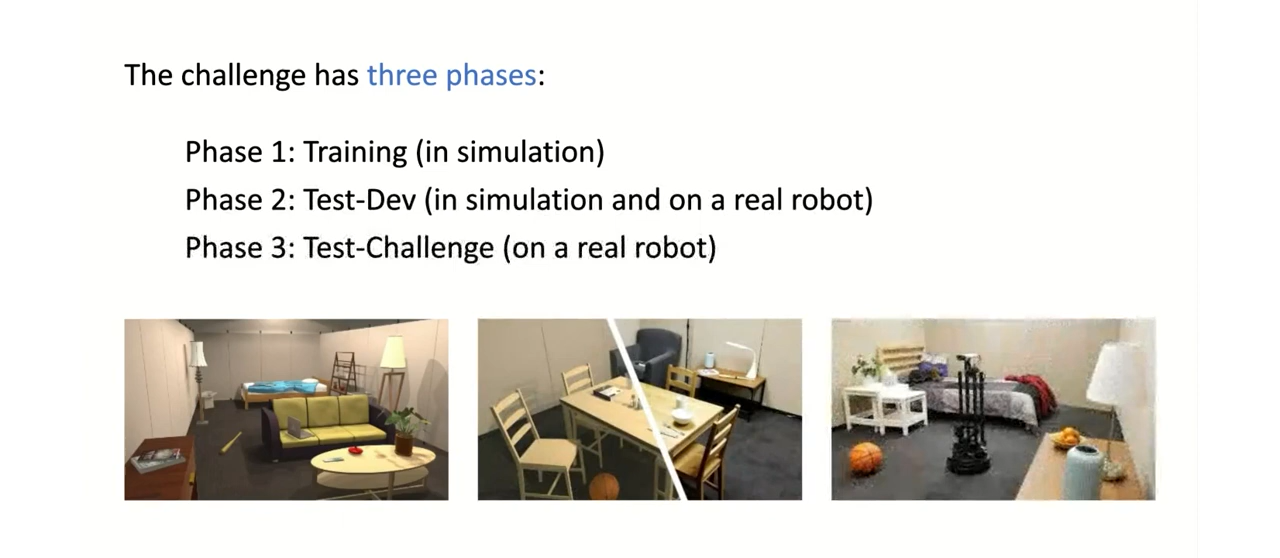 The challenge has three phases:
Phase 1: Training (in simulation)
Phase 2: Test-Dev (in simulation and on a real robot)
Phase 3: Test-Challenge (on a real robot)